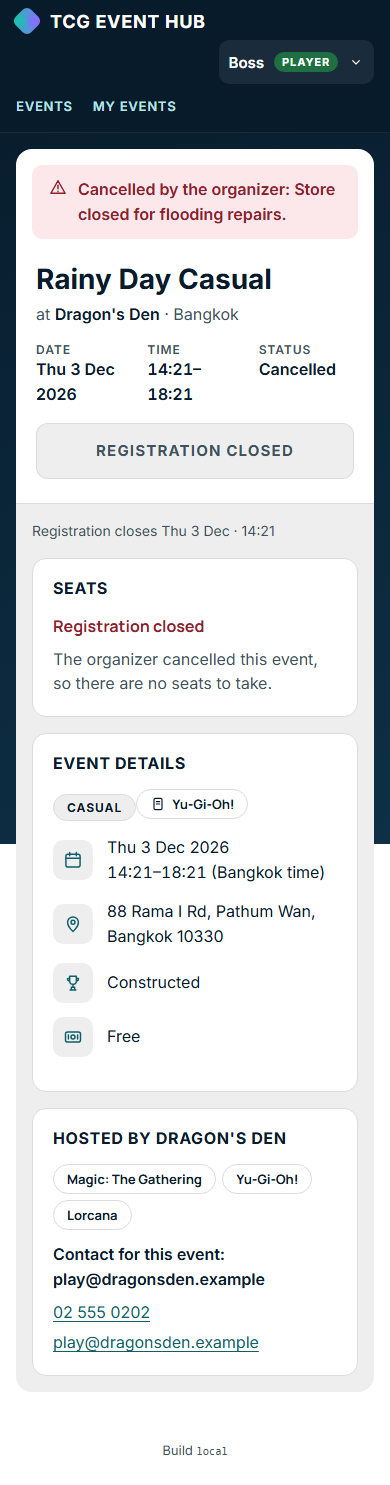 TCG EVENT HUB
Boss PLAYER
EVENTS MY EVENTS
Cancelled by the organizer: Store
closed for flooding repairs.
Rainy Day Casual
at Dragon's Den · Bangkok
DATE TIME STATUS
Thu 3 Dec 14:21– Cancelled
2026 18:21
REGISTRATION CLOSED
Registration closes Thu 3 Dec · 14:21
SEATS
Registration closed
The organizer cancelled this event,
so there are no seats to take.
EVENT DETAILS
CASUAL Yu-Gi-Oh!
Thu 3 Dec 2026
14:21–18:21 (Bangkok time)
88 Rama I Rd, Pathum Wan,
Bangkok 10330
Constructed
Free
HOSTED BY DRAGON'S DEN
Magic: The Gathering Yu-Gi-Oh!
Lorcana
Contact for this event:
play@dragonsden.example
02 555 0202
play@dragonsden.example
Build local